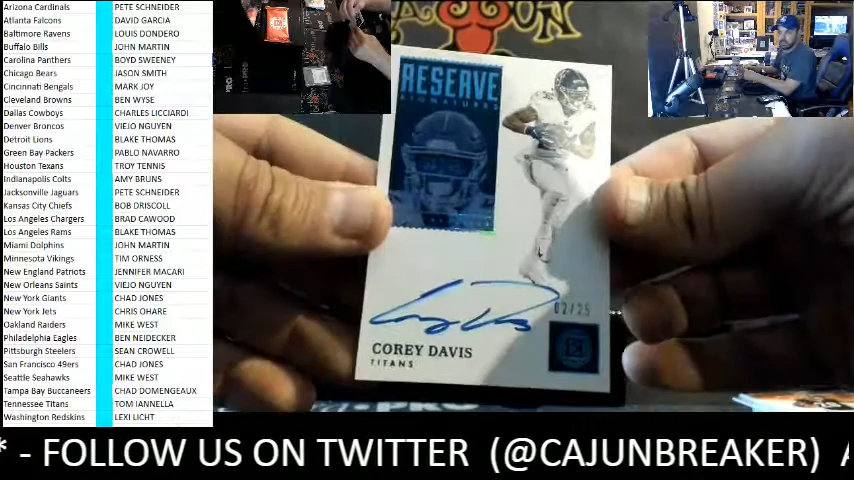 Arizona Cardinals PETE SCHNEIDER
Atlanta Falcons DAVID GARCIA
Baltimore Ravens LOUIS DONDERO
Buffalo Bills JOHN MARTIN
Carolina Panthers BOYD SWEENEY
Chicago Bears JASON SMITH
Cincinnati Bengals MARK JOY
Cleveland Browns BEN WYSE
Dallas Cowboys CHARLES LICCIARDI
Denver Broncos VIEJO NGUYEN
Detroit Lions BLAKE THOMAS
Green Bay Packers PABLO NAVARRO
Houston Texans TROY TENNIS
Indianapolis Colts AMY BRUNS
Jacksonville Jaguars PETE SCHNEIDER
Kansas City Chiefs BOB DRISCOLL
Los Angeles Chargers BRAD CAWOOD
Los Angeles Rams BLAKE THOMAS
Miami Dolphins JOHN MARTIN
Minnesota Vikings TIM ORNESS
New England Patriots JENNIFER MACARI
New Orleans Saints VIEJO NGUYEN
New York Giants CHAD JONES
New York Jets CHRIS OHARE
Oakland Raiders MIKE WEST
Philadelphia Eagles BEN NEIDECKER
Pittsburgh Steelers SEAN CROWELL
San Francisco 49ers CHAD JONES
Seattle Seahawks MIKE WEST
Tampa Bay Buccaneers CHAD DOMENGEAUX
Tennessee Titans TOM IANNELLA
Washington Redskins LEXI LICHT
RESERVE
SIGNATURES
02/25
COREY DAVIS
TITANS
* - FOLLOW US ON TWITTER (@CAJUNBREAKER) A